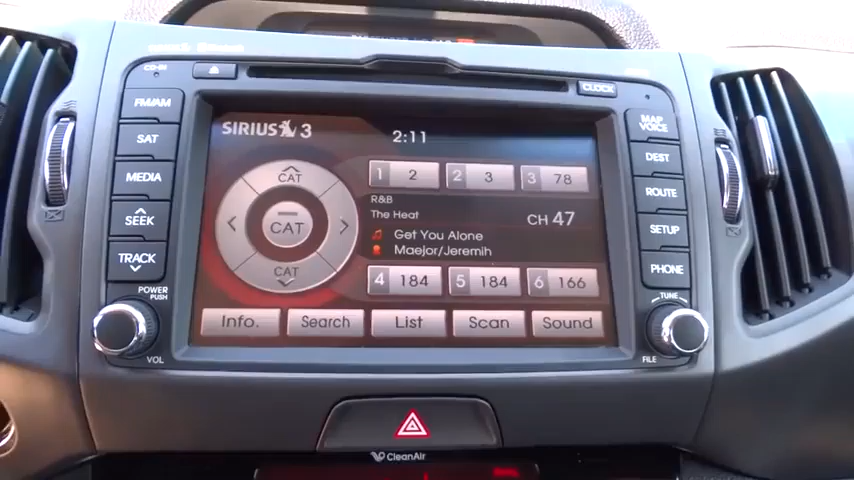 CD-IN
CLOCK
FM/AM
SAT
MEDIA
SEEK
TRACK
POWER
PUSH
VOL
SIRIUS 3
2:11
CAT
CAT
CAT
1 2
2 3
3 78
R&B
The Heat
CH 47
Get You Alone
Maejor/Jeremih
4 184
5 184
6 166
Info.
Search
List
Scan
Sound
MAP
VOICE
DEST
ROUTE
SETUP
PHONE
TUNE
FILE
CleanAir